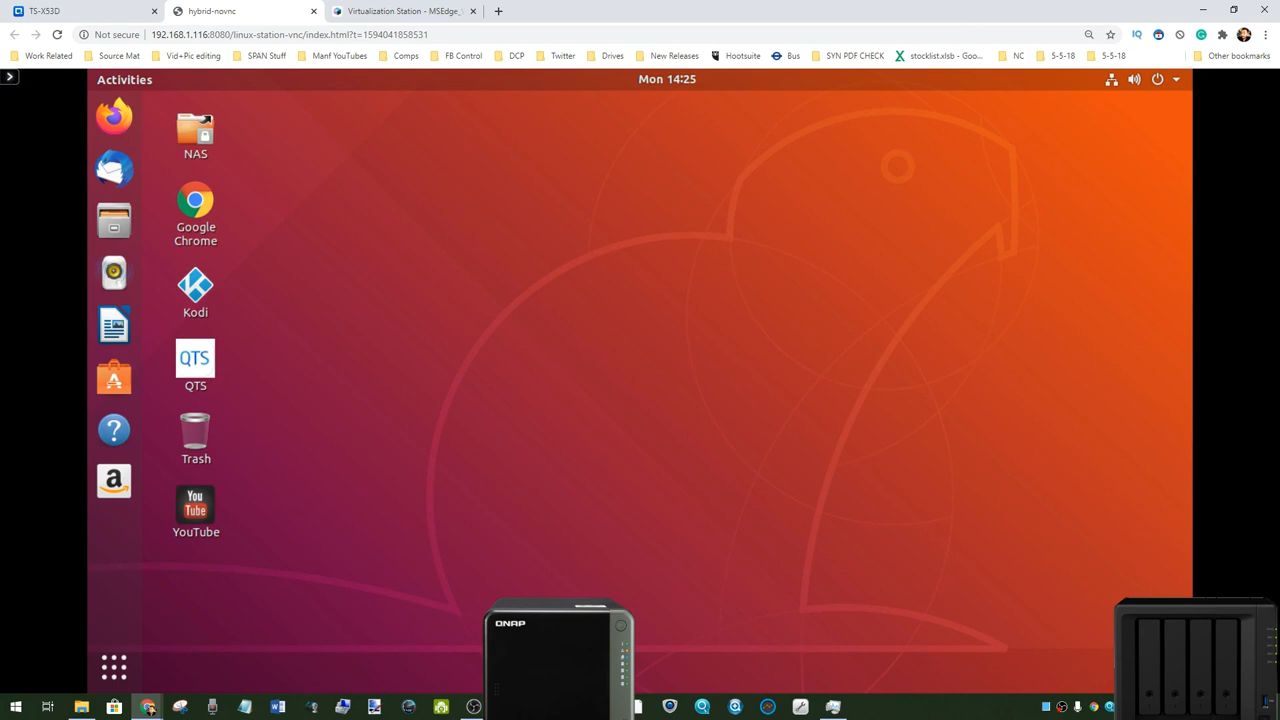 TS-X53D
hybrid-novnc
Virtualization Station - MSEdge_
Not secure 192.168.1.116:8080/linux-station-vnc/index.html?t=1594041858531
Work Related Source Mat Vid+Pic editing SPAN Stuff Manf YouTubes Comps FB Control DCP Twitter Drives New Releases Hootsuite Bus SYN PDF CHECK stocklist.xlsb - Goo... NC 5-5-18 5-5-18 Other bookmarks
Activities
Mon 14:25
NAS
Google
Chrome
Kodi
QTS
QTS
Trash
You
Tube
YouTube
QNAP